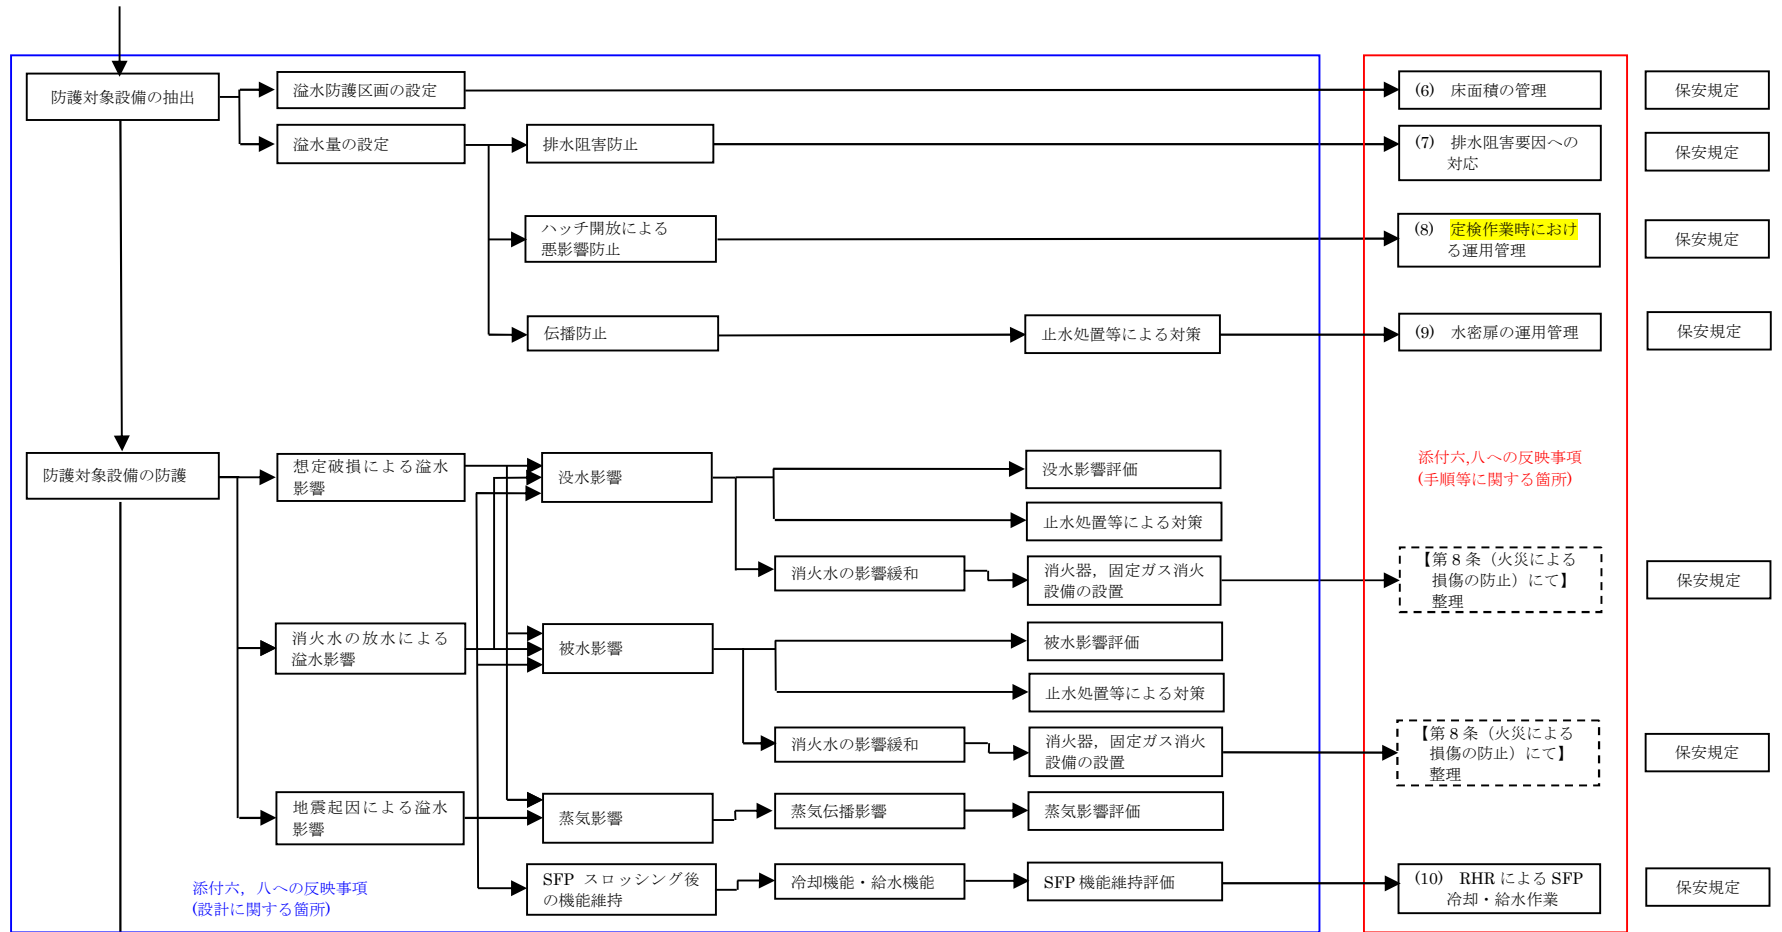 防護対象設備の抽出
溢水防護区画の設定
(6) 床面積の管理
保安規定
溢水量の設定
排水阻害防止
(7) 排水阻害要因への
対応
保安規定
ハッチ開放による
悪影響防止
(8) 定検作業時におけ
る運用管理
保安規定
伝播防止
止水処置等による対策
(9) 水密扉の運用管理
保安規定
防護対象設備の防護
想定破損による溢水
影響
没水影響
没水影響評価
添付六,八への反映事項
(手順等に関する箇所)
止水処置等による対策
消火水の影響緩和
消火器，固定ガス消火
設備の設置
【第 8 条（火災による
損傷の防止）にて】
整理
保安規定
消火水の放水による
溢水影響
被水影響
被水影響評価
止水処置等による対策
消火水の影響緩和
消火器，固定ガス消火
設備の設置
【第 8 条（火災による
損傷の防止）にて】
整理
保安規定
地震起因による溢水
影響
蒸気影響
蒸気伝播影響
蒸気影響評価
SFP スロッシング後
の機能維持
冷却機能・給水機能
SFP 機能維持評価
(10) RHR による SFP
冷却・給水作業
保安規定
添付六，八への反映事項
(設計に関する箇所)